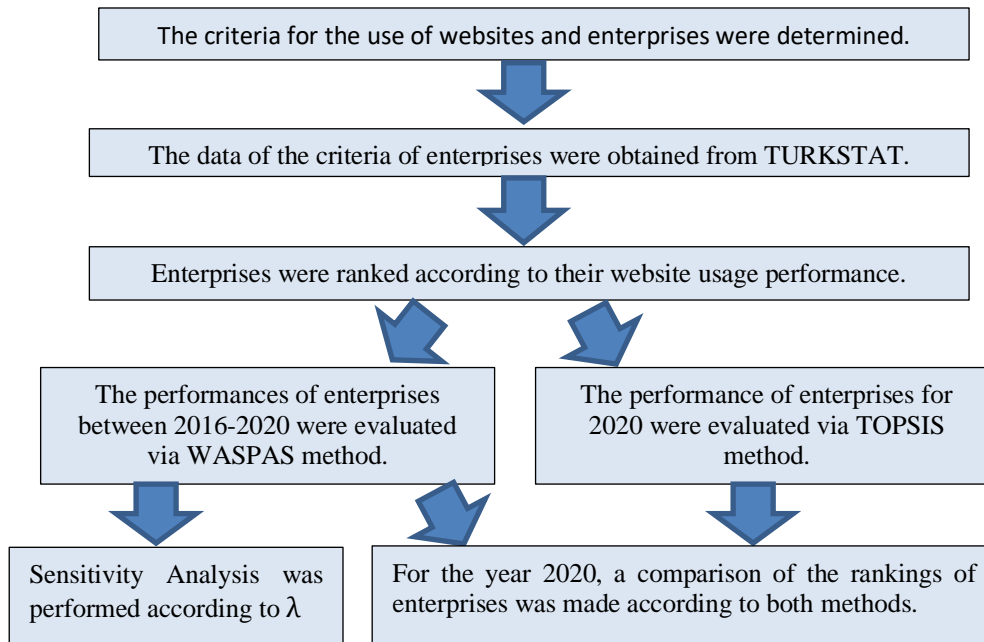 The criteria for the use of websites and enterprises were determined.
The data of the criteria of enterprises were obtained from TURKSTAT.
Enterprises were ranked according to their website usage performance.
The performances of enterprises
between 2016-2020 were evaluated
via WASPAS method.
The performance of enterprises for
2020 were evaluated via TOPSIS
method.
Sensitivity Analysis was
performed according to λ
For the year 2020, a comparison of the rankings of
enterprises was made according to both methods.